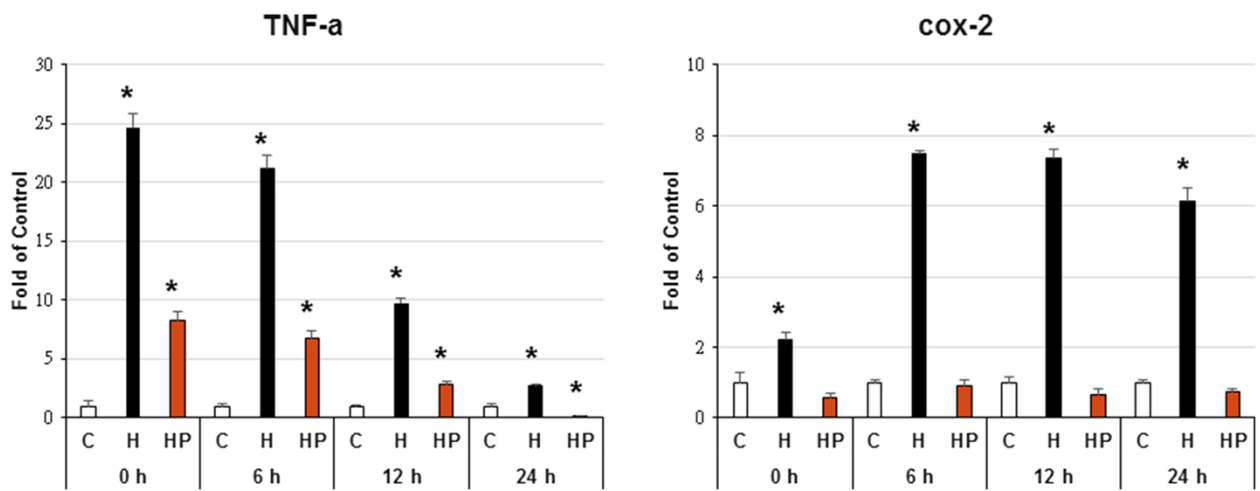 TNF-a
Fold of Control
30
25
20
15
10
5
0
* * * * * * * *
C H HP C H HP C H HP C H HP
0 h 6 h 12 h 24 h
cox-2
Fold of Control
10
8
6
4
2
0
* * * *
C H HP C H HP C H HP C H HP
0 h 6 h 12 h 24 h